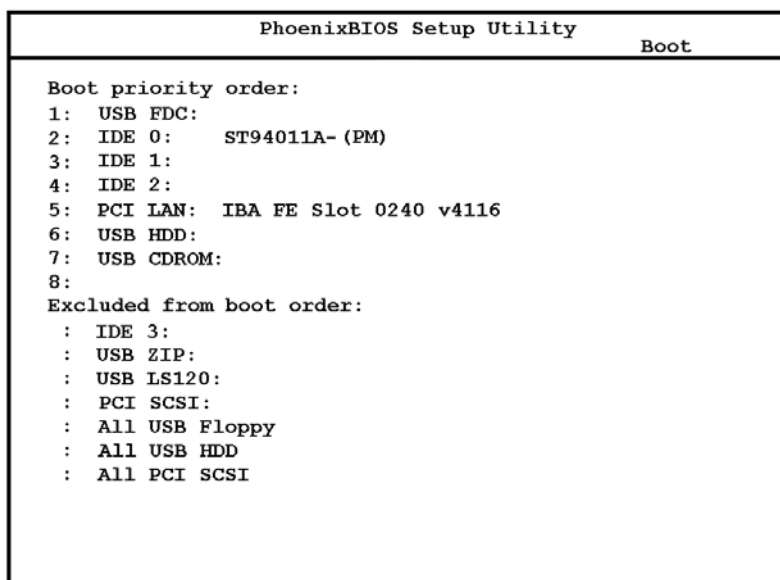 PhoenixBIOS Setup Utility
Boot
Boot priority order:
1: USB FDC:
2: IDE 0: ST94011A-(PM)
3: IDE 1:
4: IDE 2:
5: PCI LAN: IBA FE Slot 0240 v4116
6: USB HDD:
7: USB CDROM:
8:
Excluded from boot order:
: IDE 3:
: USB ZIP:
: USB LS120:
: PCI SCSI:
: All USB Floppy
: All USB HDD
: All PCI SCSI